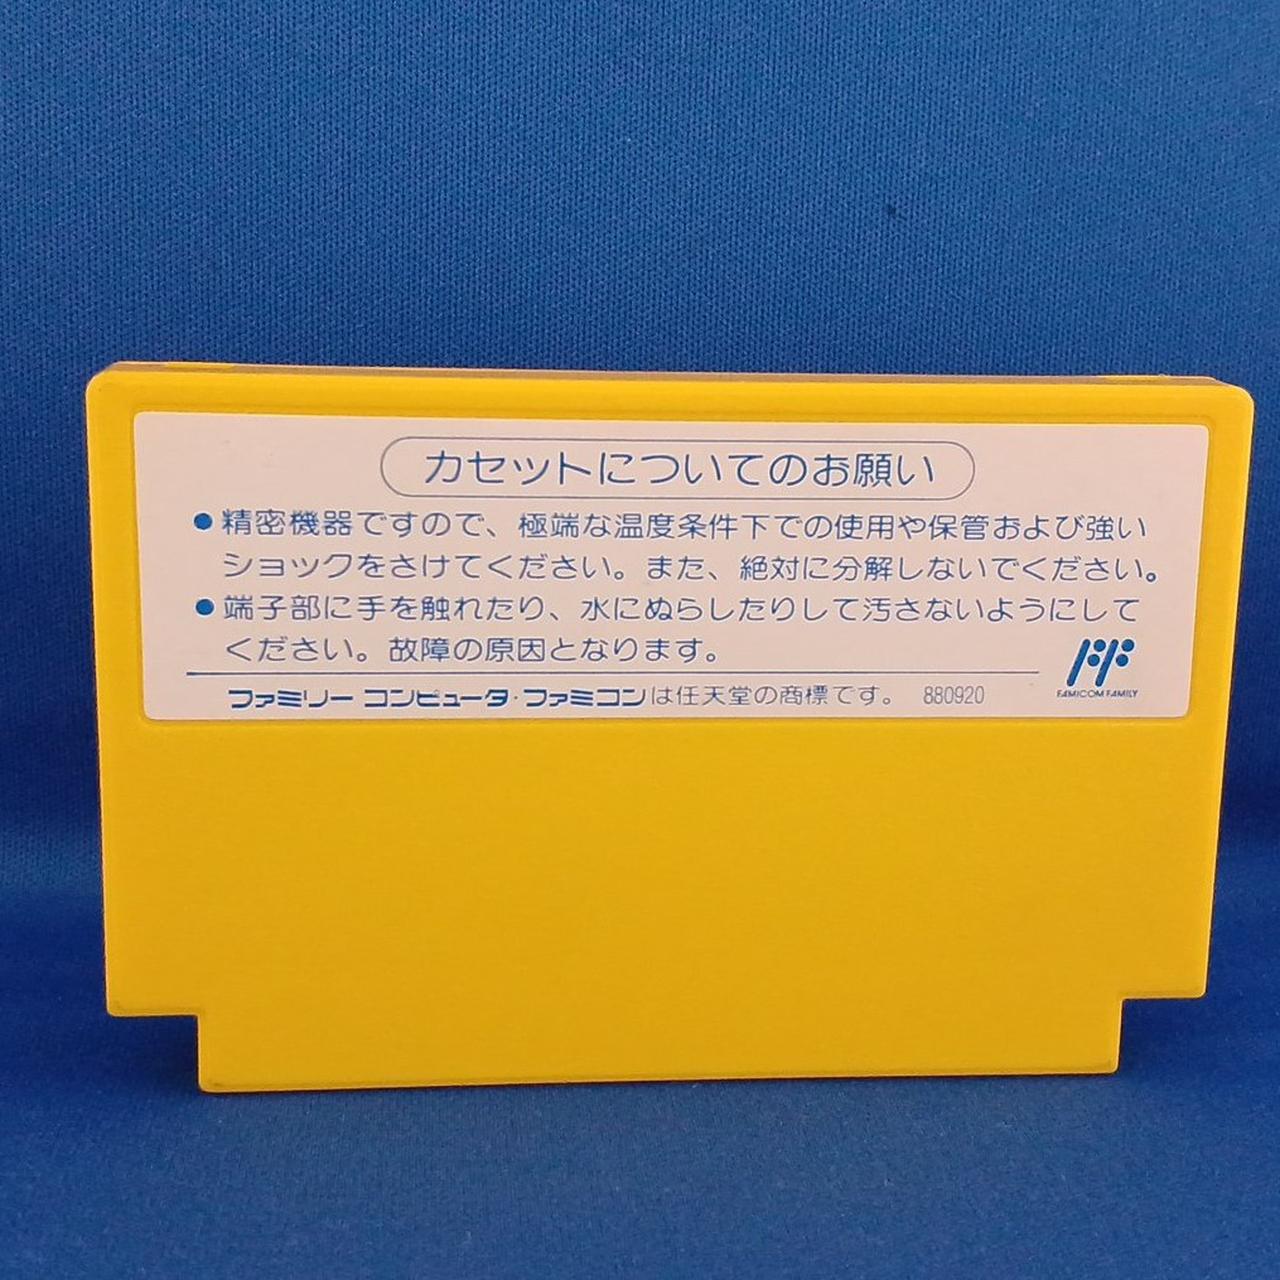 カセットについてのお願い
●精密機器ですので、極端な温度条件下での使用や保管および強い
ショックをさけてください。また、絶対に分解しないでください。
●端子部に手を触れたり、水にぬらしたりして汚さないようにして
ください。故障の原因となります。
ファミリー コンピュータ・ファミコンは任天堂の商標です。 880920
FAMICOM FAMILY